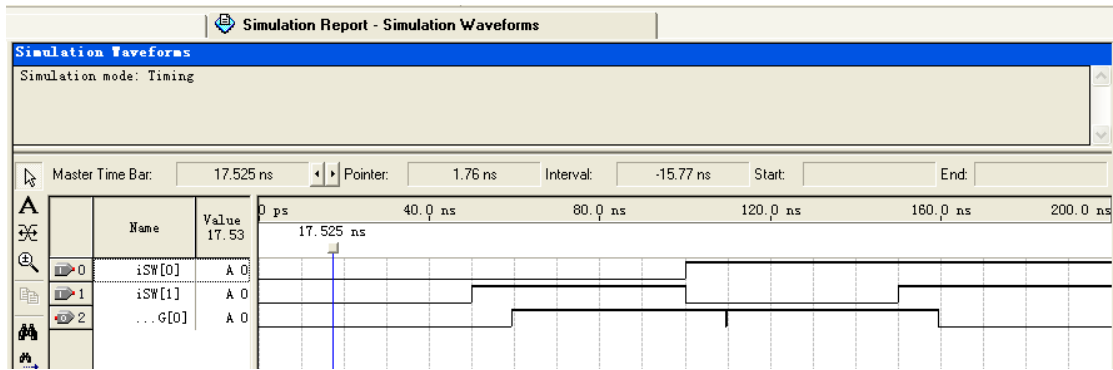 Simulation Report - Simulation Waveforms
Simulation Waveforms
Simulation mode: Timing
Master Time Bar: 17.525 ns Pointer: 1.76 ns Interval: -15.77 ns Start: End:
Name Value 17.53 0 ps 40.0 ns 80.0 ns 120.0 ns 160.0 ns 200.0 ns
17.525 ns
0 iSW[0] A 0
1 iSW[1] A 0
2 ...G[0] A 0